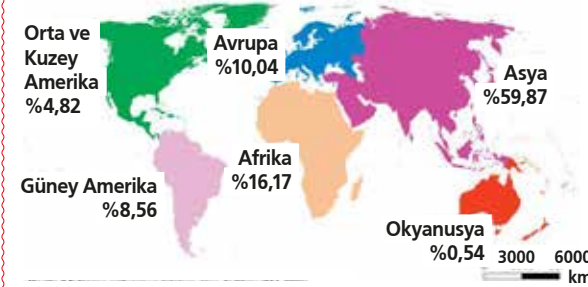 Orta ve
Kuzey
Amerika
%4,82
Avrupa
%10,04
Asya
%59,87
Afrika
%16,17
Güney Amerika
%8,56
Okyanusya
%0,54
3000 6000
km